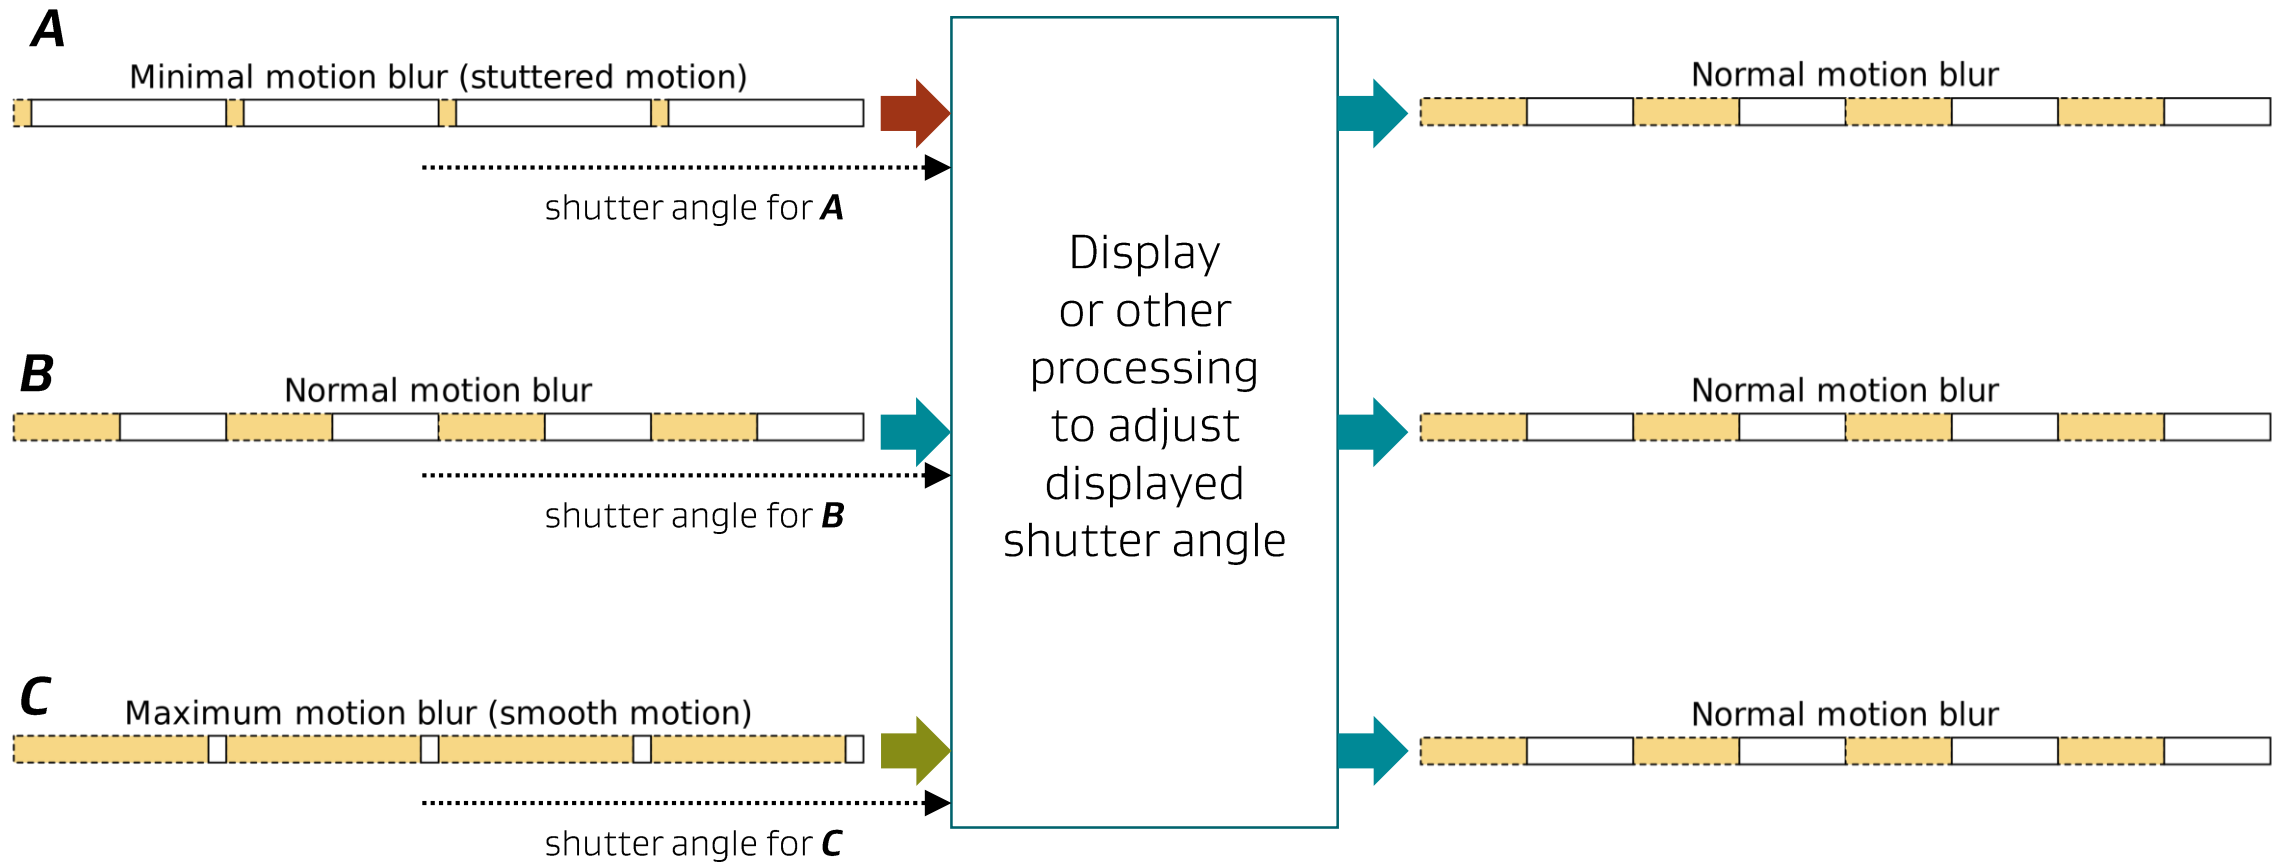 A
Minimal motion blur (stuttered motion)
shutter angle for A
Normal motion blur
Display
or other
processing
to adjust
displayed
shutter angle
B
Normal motion blur
shutter angle for B
Normal motion blur
C
Maximum motion blur (smooth motion)
shutter angle for C
Normal motion blur